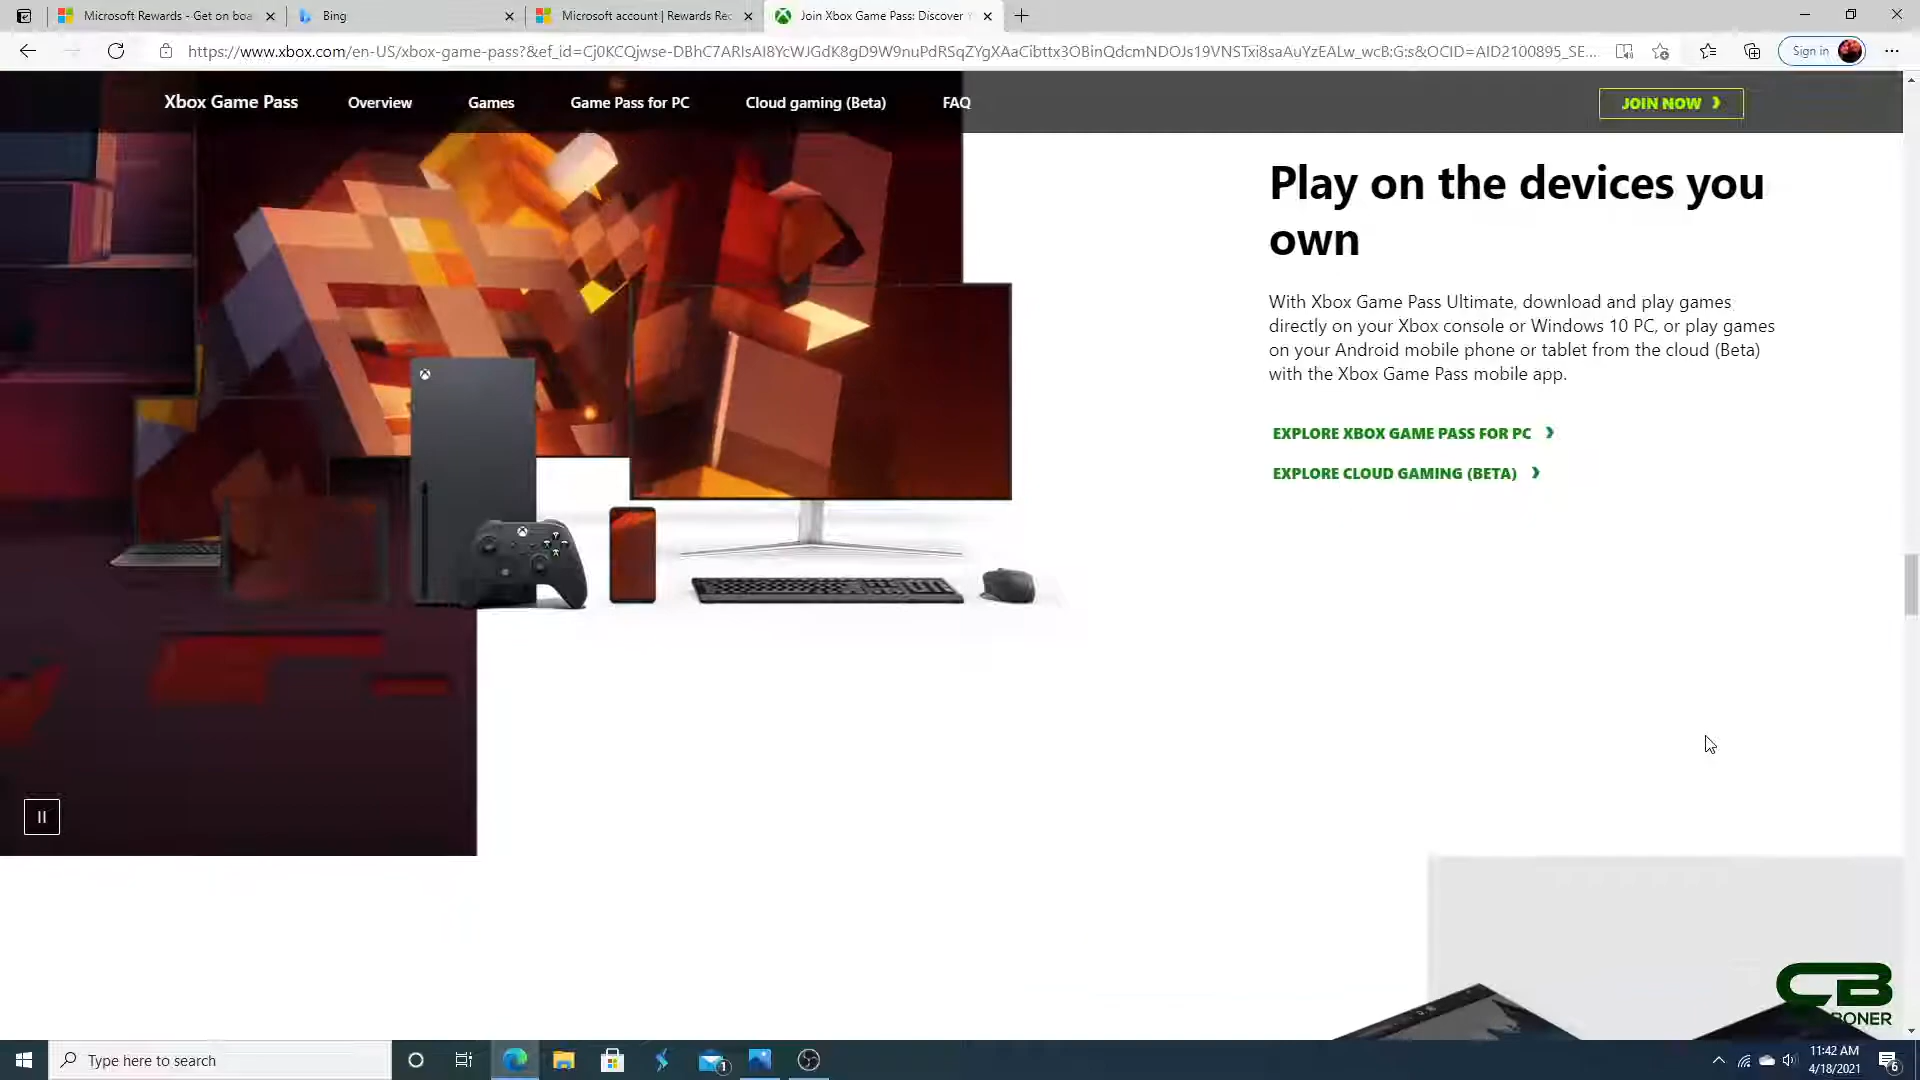 Microsoft Rewards - Get on boa
Bing
Microsoft account | Rewards Rec
Join Xbox Game Pass: Discover Y
https://www.xbox.com/en-US/xbox-game-pass?&ef_id=Cj0KCQjwse-DBhC7ARIsAI8YcWJGdK8gD9W9nuPdRSqZYgXAaCibttx3OBinQdcmNDOJs19VNSTxi8saAuYzEALw_wcB:G:s&OCID=AID2100895_SE...
Sign in
Xbox Game Pass
Overview
Games
Game Pass for PC
Cloud gaming (Beta)
FAQ
JOIN NOW
Play on the devices you
own
With Xbox Game Pass Ultimate, download and play games
directly on your Xbox console or Windows 10 PC, or play games
on your Android mobile phone or tablet from the cloud (Beta)
with the Xbox Game Pass mobile app.
EXPLORE XBOX GAME PASS FOR PC
EXPLORE CLOUD GAMING (BETA)
CB
Type here to search
1
11:42 AM
4/18/2021
6